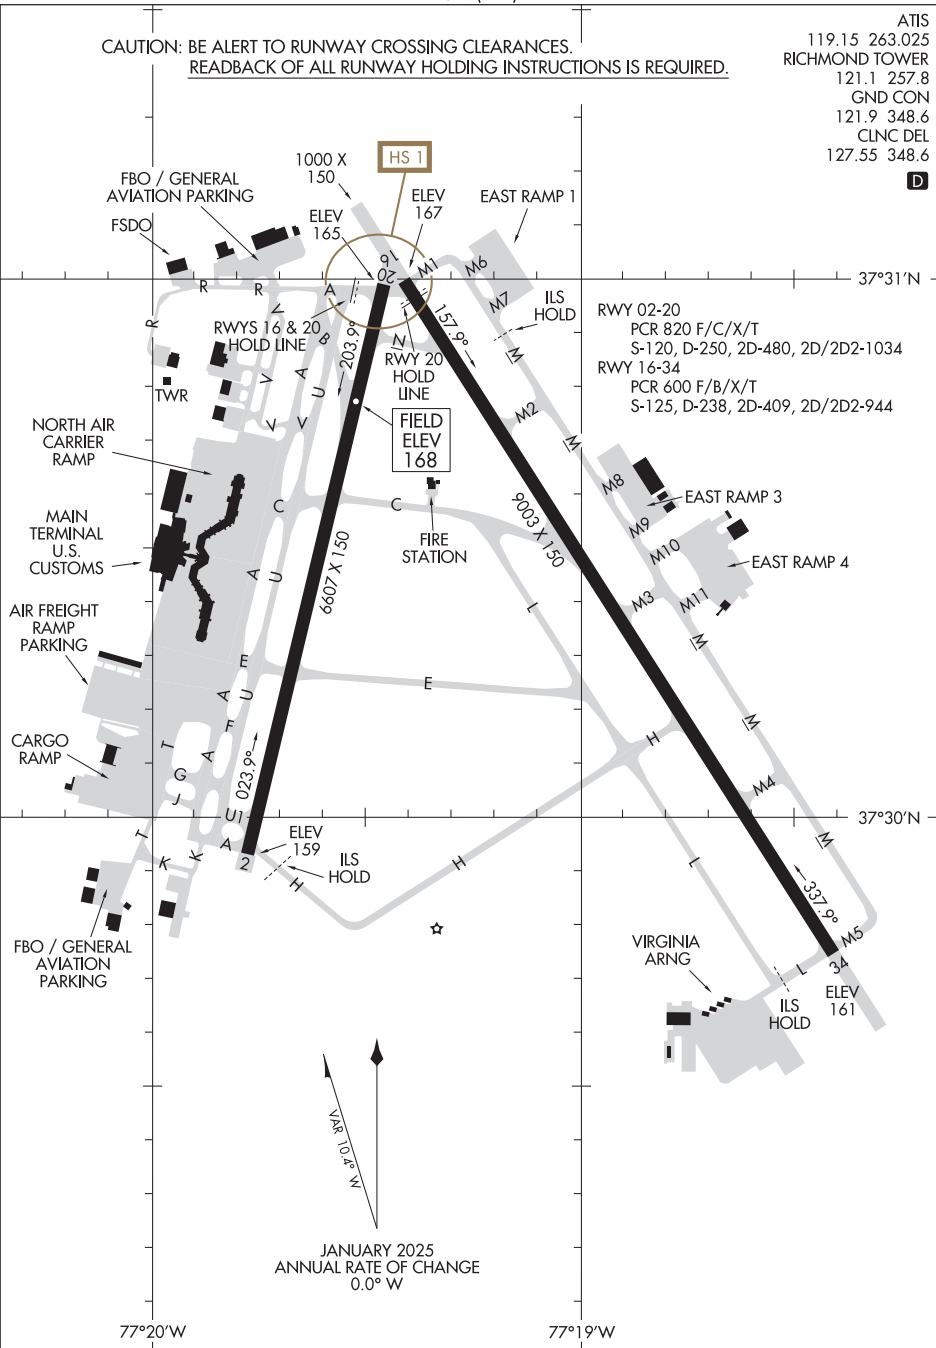 CAUTION: BE ALERT TO RUNWAY CROSSING CLEARANCES.
READBACK OF ALL RUNWAY HOLDING INSTRUCTIONS IS REQUIRED.
ATIS
119.15 263.025
RICHMOND TOWER
121.1 257.8
GND CON
121.9 348.6
CLNC DEL
127.55 348.6
D
HS 1
1000 X
150
FBO / GENERAL
AVIATION PARKING
FSDO
ELEV
165
ELEV
167
EAST RAMP 1
16
20
M1
M6
M7
37°31'N
ILS
HOLD
R
R
R
A
V
RWYS 16 & 20
HOLD LINE
B
203.9°
N
RWY 20
HOLD
LINE
157.9°
M
RWY 02-20
PCR 820 F/C/X/T
S-120, D-250, 2D-480, 2D/2D2-1034
RWY 16-34
PCR 600 F/B/X/T
S-125, D-238, 2D-409, 2D/2D2-944
TWR
V
A
U
V
V
M2
M
FIELD
ELEV
168
NORTH AIR
CARRIER
RAMP
C
C
FIRE
STATION
9003 X 150
M8
EAST RAMP 3
M9
M10
EAST RAMP 4
MAIN
TERMINAL
U.S.
CUSTOMS
A
U
6607 X 150
L
M3
M11
M
AIR FREIGHT
RAMP
PARKING
E
A
U
E
F
A
T
G
J
023.9°
H
M
CARGO
RAMP
M4
U1
37°30'N
T
K
K
A
2
ELEV
159
ILS
HOLD
H
H
L
M
FBO / GENERAL
AVIATION
PARKING
337.9°
VIRGINIA
ARNG
M5
34
L
ILS
HOLD
ELEV
161
VAR 10.4° W
JANUARY 2025
ANNUAL RATE OF CHANGE
0.0° W
77°20'W
77°19'W